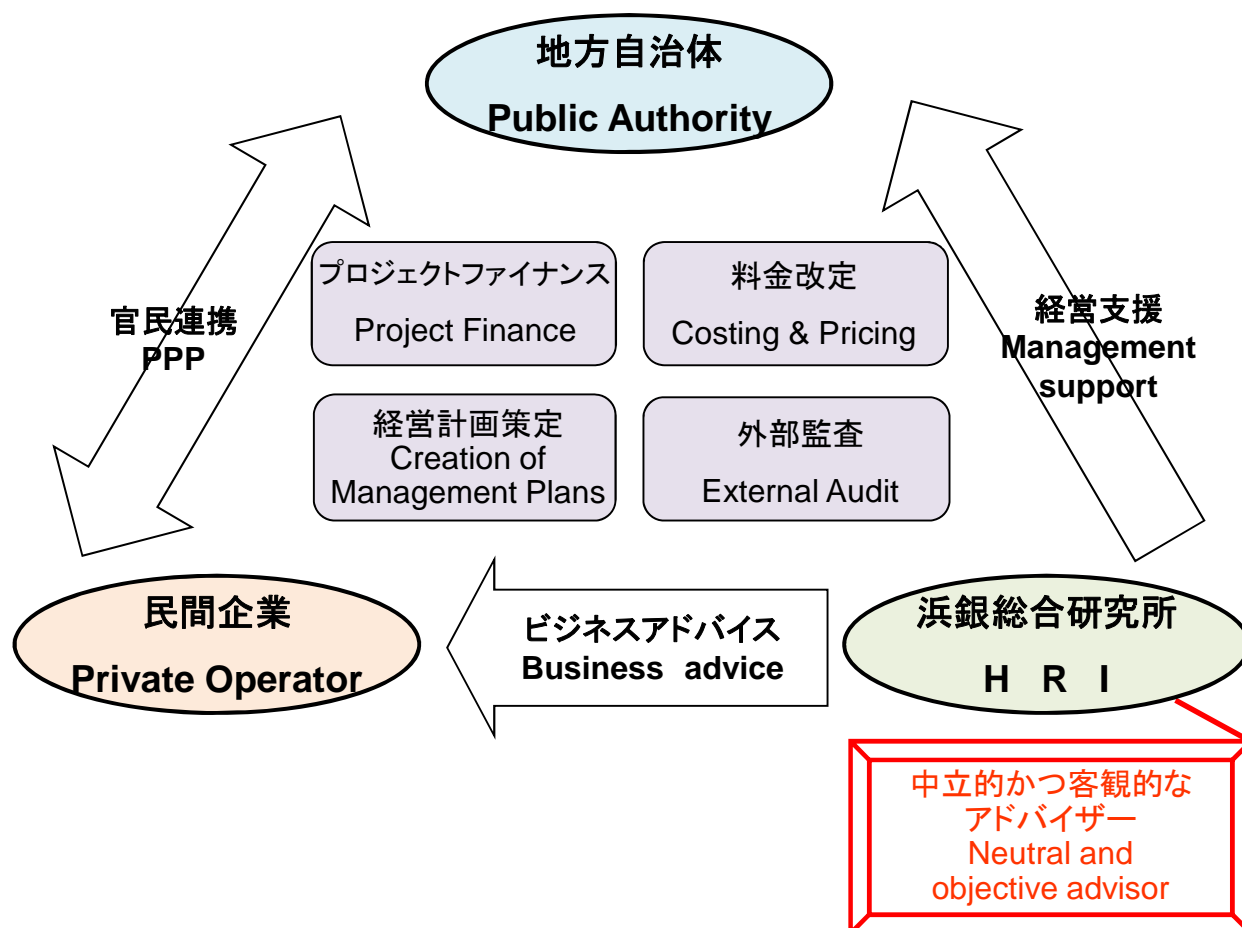 地方自治体
Public Authority
官民連携
PPP
プロジェクトファイナンス
Project Finance
料金改定
Costing & Pricing
経営支援
Management
support
経営計画策定
Creation of
Management Plans
外部監査
External Audit
民間企業
Private Operator
ビジネスアドバイス
Business advice
浜銀総合研究所
H R I
中立的かつ客観的な
アドバイザー
Neutral and
objective advisor